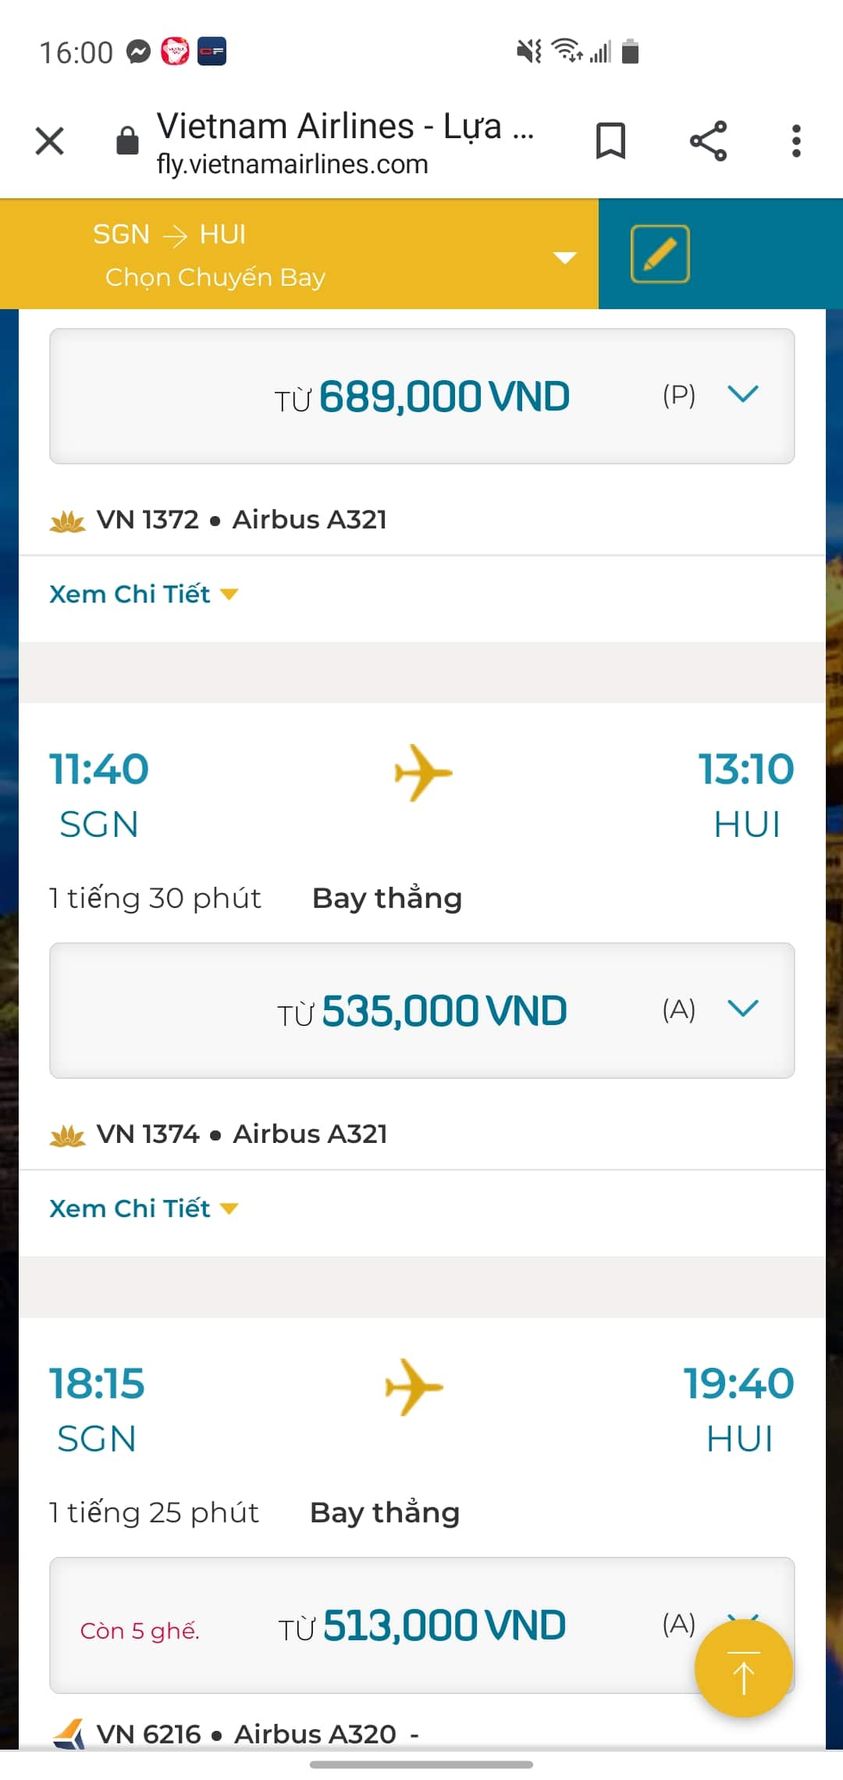 16:00
Vietnam Airlines - Lựa ...
fly.vietnamairlines.com
SGN → HUI
Chọn Chuyến Bay
TỪ 689,000 VND (P)
VN 1372 • Airbus A321
Xem Chi Tiết
11:40 13:10
SGN HUI
1 tiếng 30 phút Bay thẳng
TỪ 535,000 VND (A)
VN 1374 • Airbus A321
Xem Chi Tiết
18:15 19:40
SGN HUI
1 tiếng 25 phút Bay thẳng
Còn 5 ghế. TỪ 513,000 VND (A)
VN 6216 • Airbus A320 -